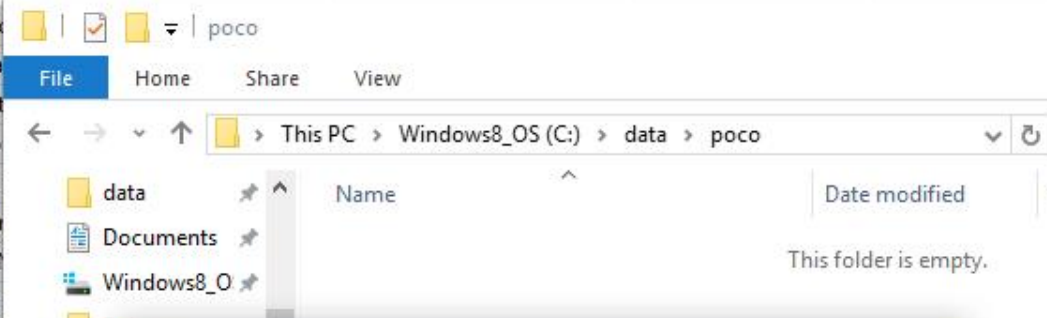 poco
File Home Share View
This PC > Windows8_OS (C:) > data > poco
data
Name Date modified
Documents
This folder is empty.
Windows8_O